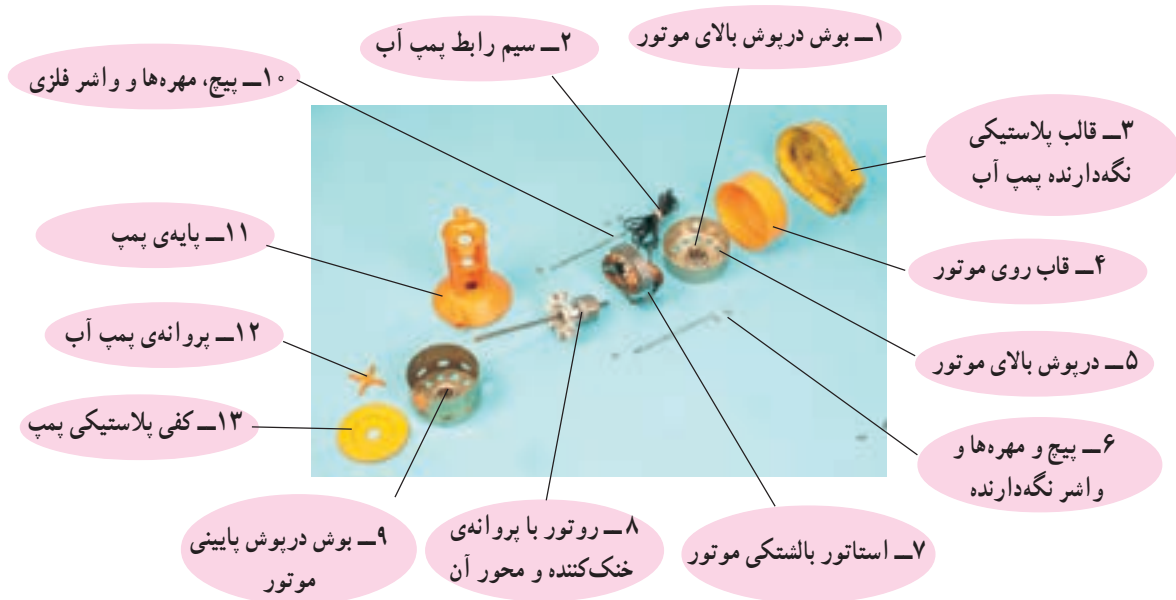 ۱ــ بوش درپوش بالای موتور
۲ــ سیم رابط پمپ آب
۳ــ قالب پلاستیکی
نگه‌دارنده پمپ آب
۴ــ قاب روی موتور
۵ــ درپوش بالای موتور
۶ــ پیچ و مهره‌ها و
واشر نگه‌دارنده
۷ــ استاتور بالشتکی موتور
۸ــ روتور با پروانه‌ی
خنک‌کننده و محور آن
۹ــ بوش درپوش پایینی
موتور
۱۰ــ پیچ، مهره‌ها و واشر فلزی
۱۱ــ پایه‌ی پمپ
۱۲ــ پروانه‌ی پمپ آب
۱۳ــ کفی پلاستیکی پمپ